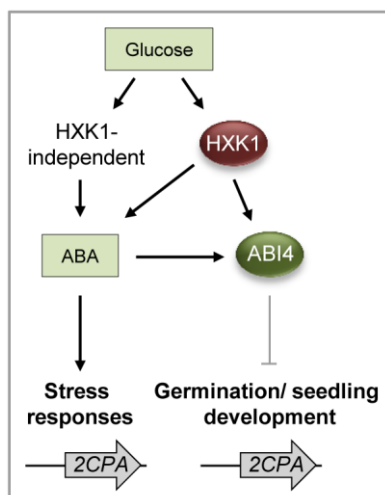 Glucose
HXK1-
independent
HXK1
ABA
ABI4
Stress
responses
Germination/ seedling
development
2CPA
2CPA